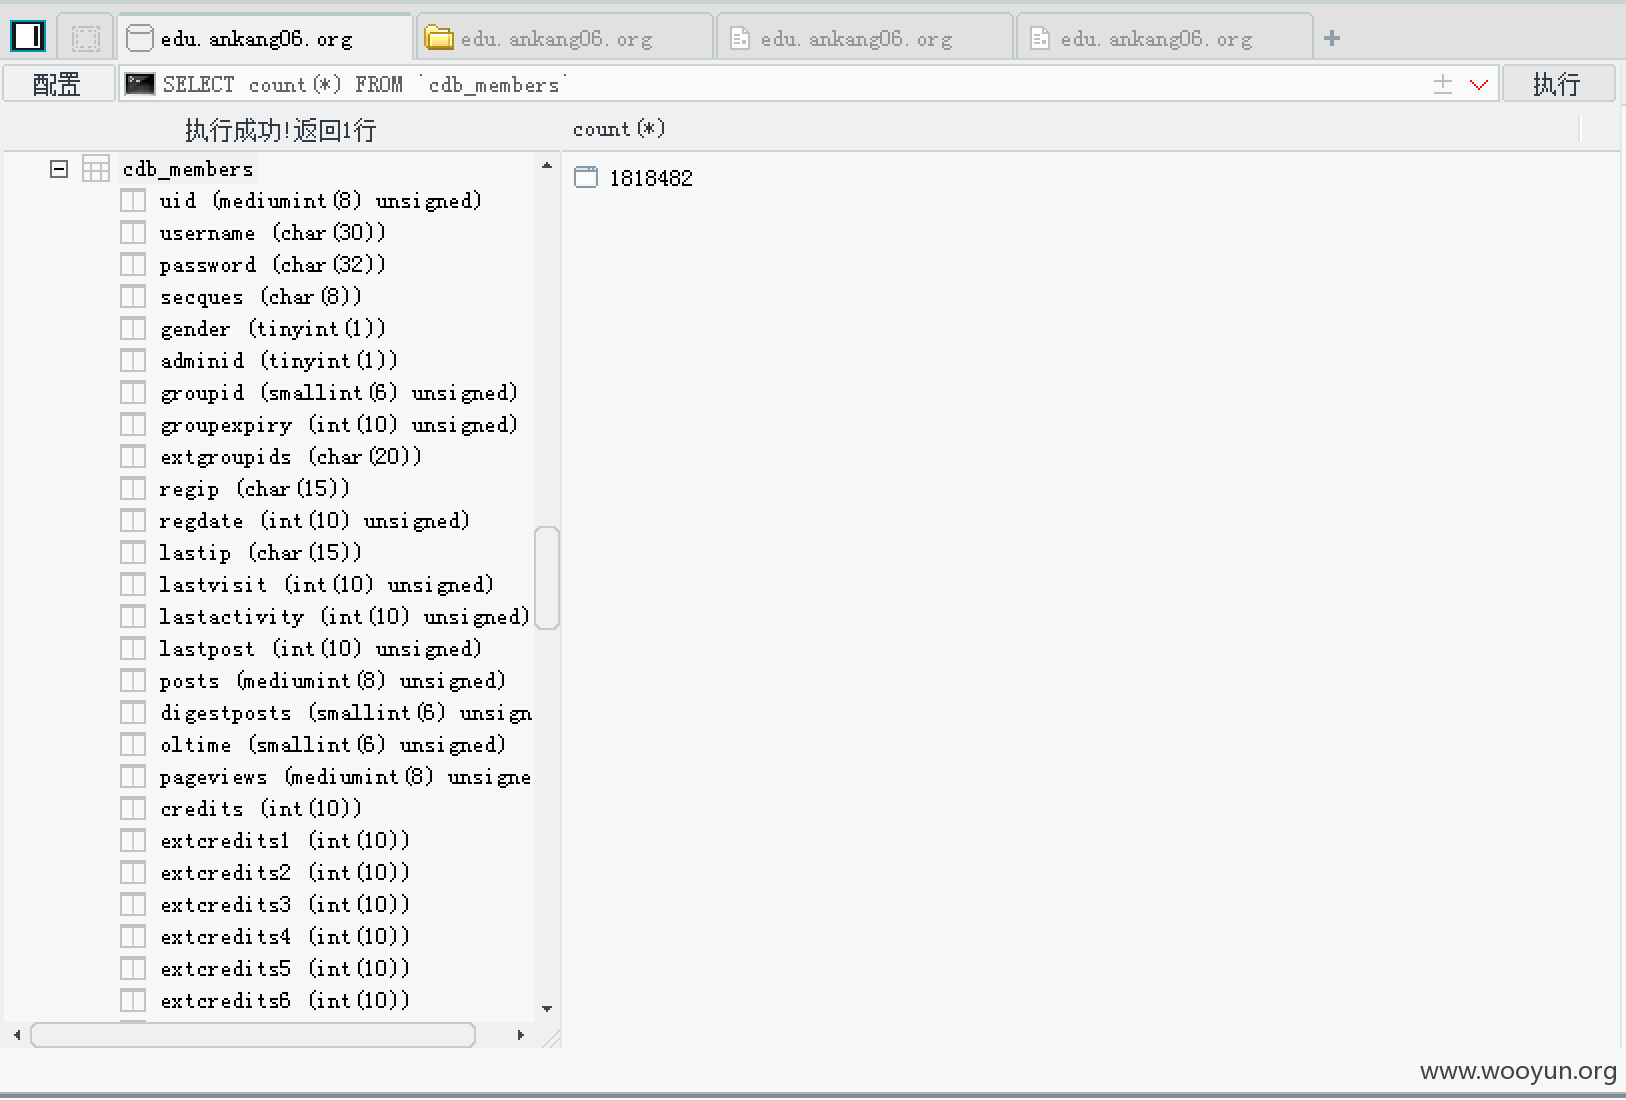 edu.ankang06.org
edu.ankang06.org
edu.ankang06.org
edu.ankang06.org
配置
SELECT count(*) FROM `cdb_members`
执行
执行成功!返回1行
count(*)
cdb_members
1818482
uid (mediumint(8) unsigned)
username (char(30))
password (char(32))
secques (char(8))
gender (tinyint(1))
adminid (tinyint(1))
groupid (smallint(6) unsigned)
groupexpiry (int(10) unsigned)
extgroupids (char(20))
regip (char(15))
regdate (int(10) unsigned)
lastip (char(15))
lastvisit (int(10) unsigned)
lastactivity (int(10) unsigned)
lastpost (int(10) unsigned)
posts (mediumint(8) unsigned)
digestposts (smallint(6) unsign
oltime (smallint(6) unsigned)
pageviews (mediumint(8) unsigne
credits (int(10))
extcredits1 (int(10))
extcredits2 (int(10))
extcredits3 (int(10))
extcredits4 (int(10))
extcredits5 (int(10))
extcredits6 (int(10))
www.wooyun.org